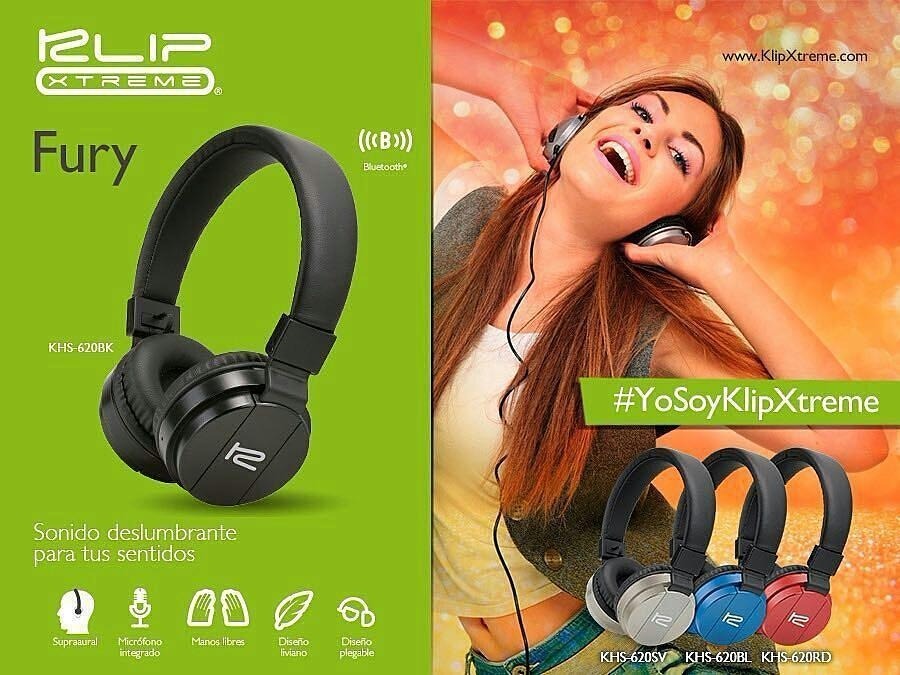 KLIP
XTREME®
Fury
Bluetooth®
KHS-620BK
Sonido deslumbrante
para tus sentidos
Supraaural
Micrófono
integrado
Manos libres
Diseño
liviano
Diseño
plegable
www.KlipXtreme.com
#YoSoyKlipXtreme
KHS-620SV
KHS-620BL
KHS-620RD